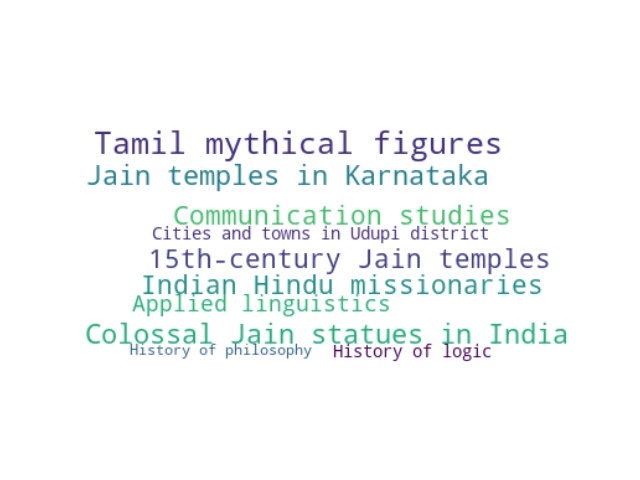 Tamil mythical figures
Jain temples in Karnataka
Communication studies
Cities and towns in Udupi district
15th-century Jain temples
Indian Hindu missionaries
Applied linguistics
Colossal Jain statues in India
History of philosophy
History of logic